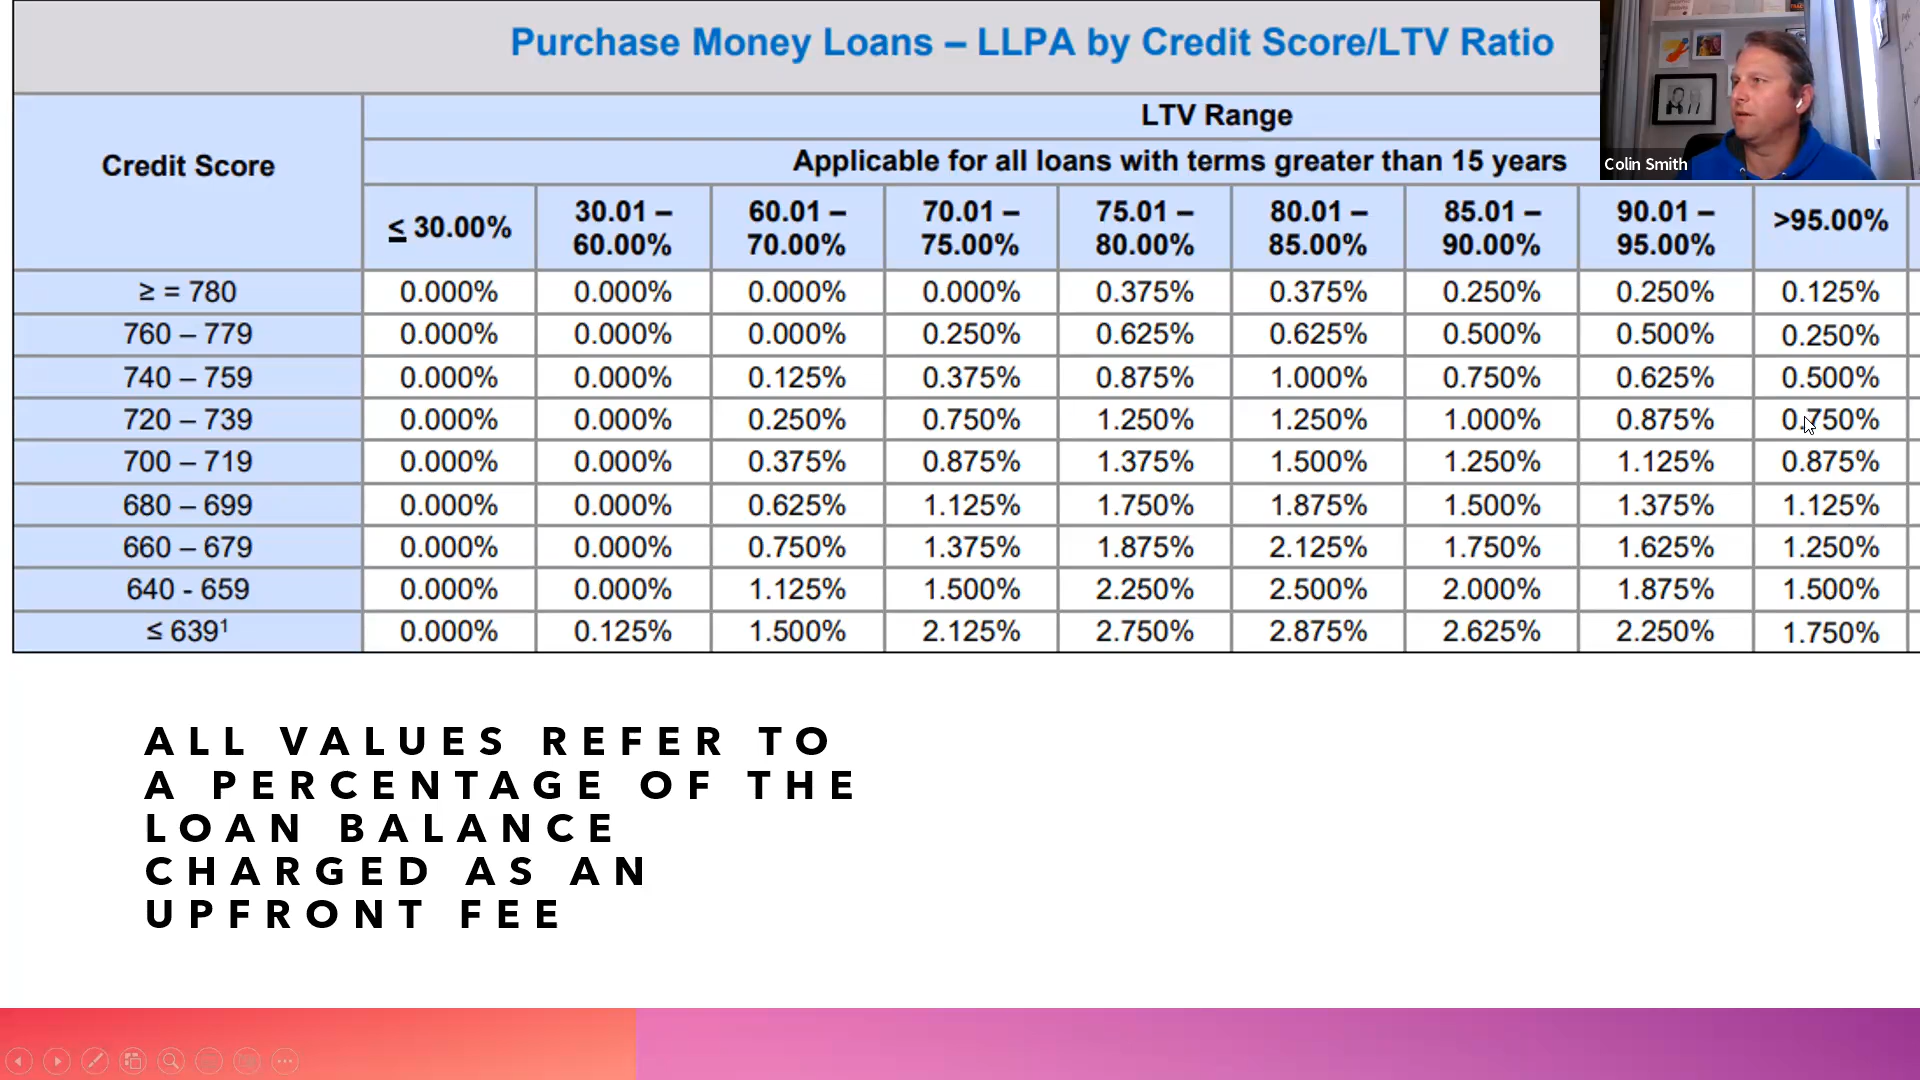 Purchase Money Loans – LLPA by Credit Score/LTV Ratio
Colin Smith
Credit Score
LTV Range
Applicable for all loans with terms greater than 15 years
≤ 30.00% 30.01 – 60.00% 60.01 – 70.00% 70.01 – 75.00% 75.01 – 80.00% 80.01 – 85.00% 85.01 – 90.00% 90.01 – 95.00% >95.00%
≥ = 780 0.000% 0.000% 0.000% 0.000% 0.375% 0.375% 0.250% 0.250% 0.125%
760 – 779 0.000% 0.000% 0.000% 0.250% 0.625% 0.625% 0.500% 0.500% 0.250%
740 – 759 0.000% 0.000% 0.125% 0.375% 0.875% 1.000% 0.750% 0.625% 0.500%
720 – 739 0.000% 0.000% 0.250% 0.750% 1.250% 1.250% 1.000% 0.875% 0.750%
700 – 719 0.000% 0.000% 0.375% 0.875% 1.375% 1.500% 1.250% 1.125% 0.875%
680 – 699 0.000% 0.000% 0.625% 1.125% 1.750% 1.875% 1.500% 1.375% 1.125%
660 – 679 0.000% 0.000% 0.750% 1.375% 1.875% 2.125% 1.750% 1.625% 1.250%
640 - 659 0.000% 0.000% 1.125% 1.500% 2.250% 2.500% 2.000% 1.875% 1.500%
≤ 639¹ 0.000% 0.125% 1.500% 2.125% 2.750% 2.875% 2.625% 2.250% 1.750%
ALL VALUES REFER TO
A PERCENTAGE OF THE
LOAN BALANCE
CHARGED AS AN
UPFRONT FEE